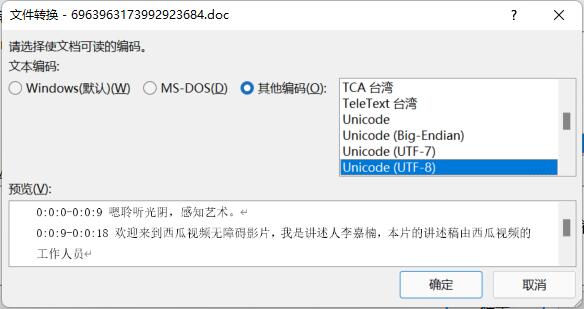 文件转换 - 6963963173992923684.doc
请选择使文档可读的编码。
文本编码:
Windows(默认)(W) MS-DOS(D) 其他编码(O):
TCA 台湾
TeleText 台湾
Unicode
Unicode (Big-Endian)
Unicode (UTF-7)
Unicode (UTF-8)
预览(V):
0:0:0-0:0:9 嗯聆听光阴，感知艺术。
0:0:9-0:0:18 欢迎来到西瓜视频无障碍影片，我是讲述人李嘉楠，本片的讲述稿由西瓜视频的
工作人员
确定 取消